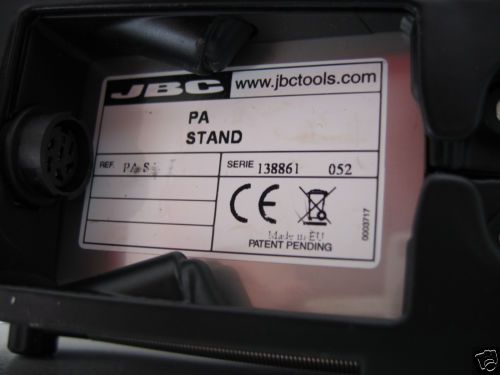 JBC www.jbctools.com
PA
STAND
REF.
SERIE 138861 052
CE
Made in EU
PATENT PENDING
0003717